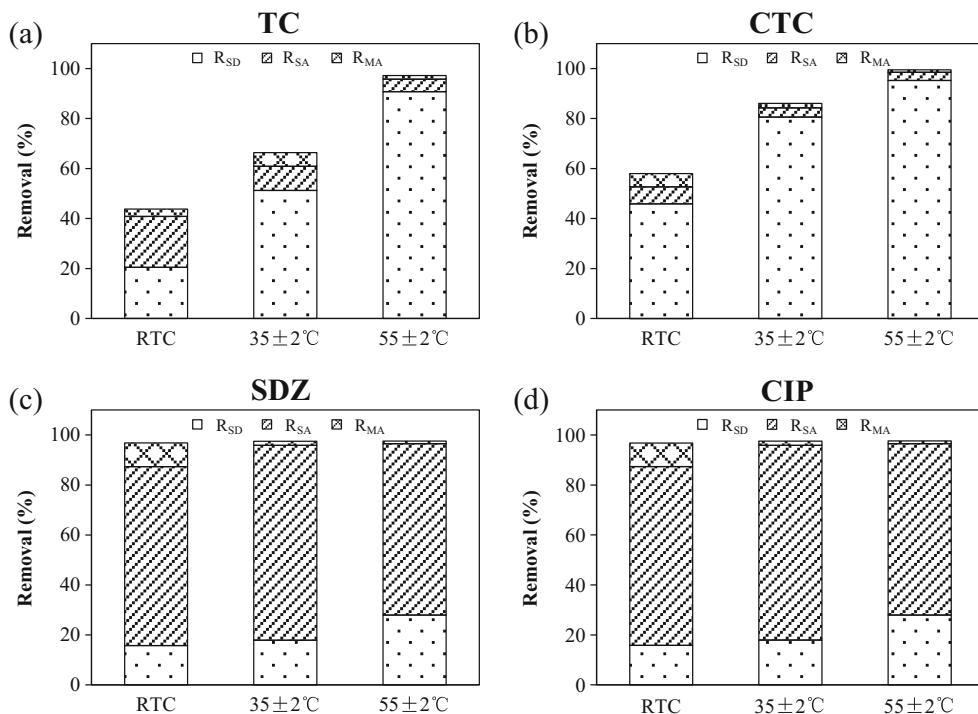 (a) TC
R_SD R_SA R_MA
100
80
60
40
20
0
Removal (%)
RTC 35±2℃ 55±2℃
(b) CTC
R_SD R_SA R_MA
100
80
60
40
20
0
Removal (%)
RTC 35±2℃ 55±2℃
(c) SDZ
R_SD R_SA R_MA
100
80
60
40
20
0
Removal (%)
RTC 35±2℃ 55±2℃
(d) CIP
R_SD R_SA R_MA
100
80
60
40
20
0
Removal (%)
RTC 35±2℃ 55±2℃